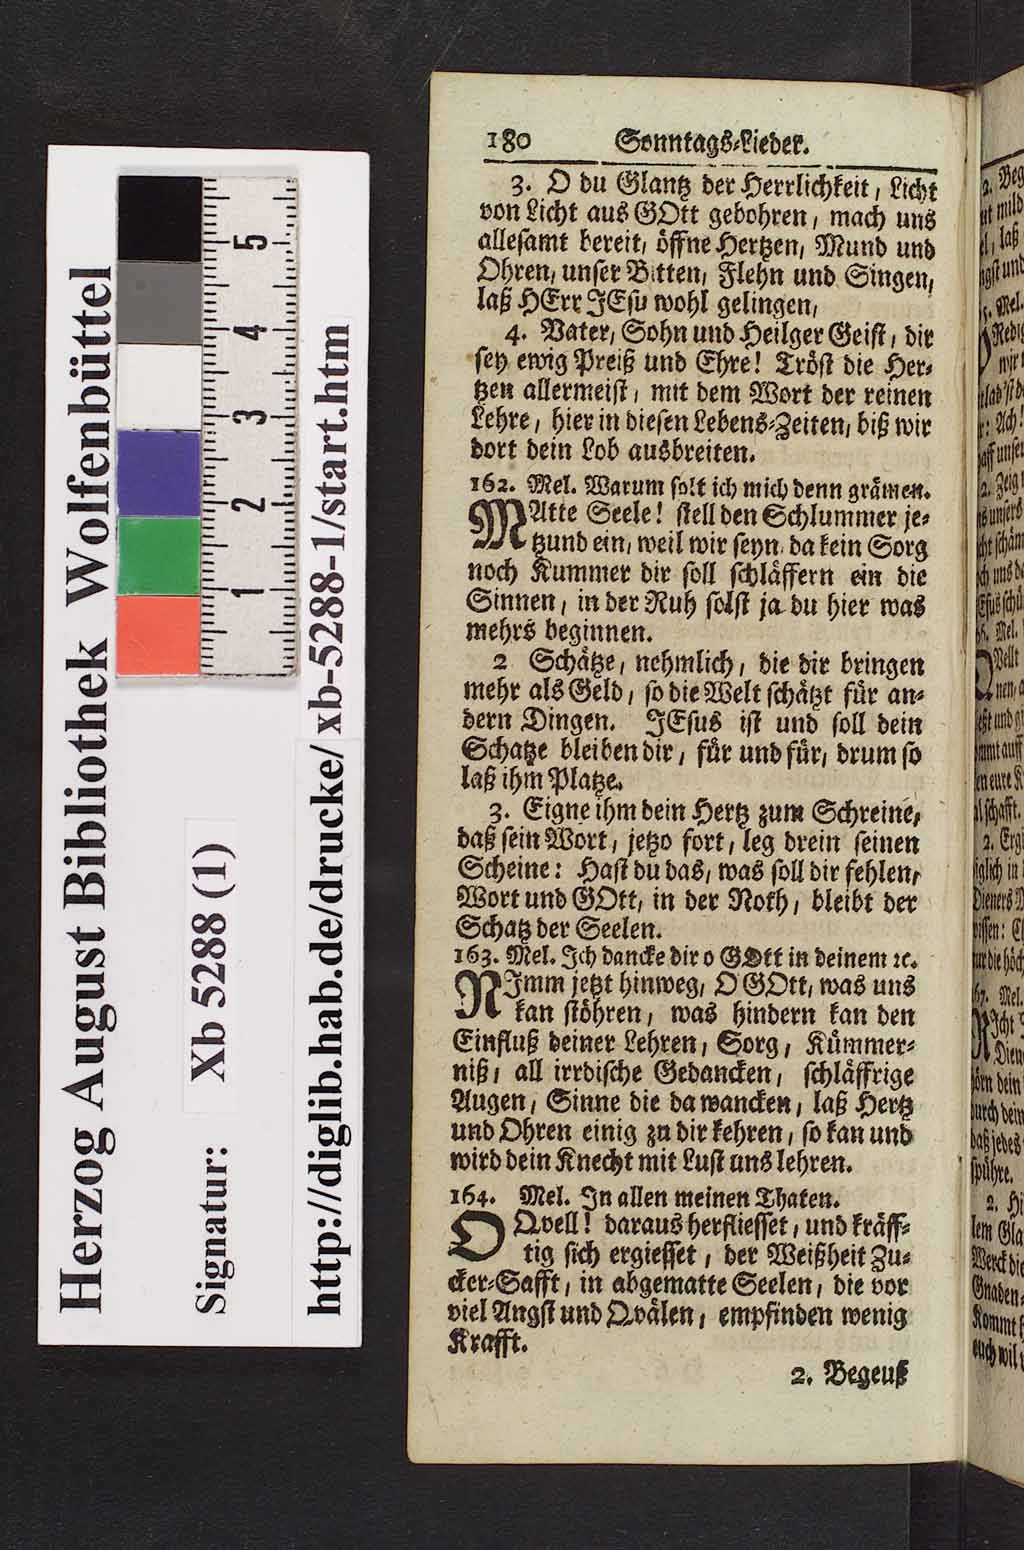 Herzog August Bibliothek Wolfenbüttel
Signatur: Xb 5288 (1)
http://diglib.hab.de/drucke/xb-5288-1/start.htm
5
4
3
2
1
180 Sonntags-Lieder.
3. O du Glantz der Herrlichkeit, Licht
von Licht aus GOtt gebohren, mach uns
allesamt bereit, öffne Hertzen, Mund und
Ohren, unser Bitten, Flehn und Singen,
laß HErr JEsu wohl gelingen,
4. Vater, Sohn und Heilger Geist, dir
sey ewig Preiß und Ehre! Tröst die Her-
tzen allermeist, mit dem Wort der reinen
Lehre, hier in diesen Lebens-Zeiten, biß wir
dort dein Lob ausbreiten.
162. Mel. Warum solt ich mich denn grämen.
MAtte Seele! stell den Schlummer je-
tzund ein, weil wir seyn, da kein Sorg
noch Kummer dir soll schläffern ein die
Sinnen, in der Ruh solst ja du hier was
mehrs beginnen.
2 Schätze, nehmlich, die dir bringen
mehr als Geld, so die Welt schätzt für an-
dern Dingen. JEsus ist und soll dein
Schatze bleiben dir, für und für, drum so
laß ihm Platze.
3. Eigne ihm dein Hertz zum Schreine,
daß sein Wort, jetzo fort, leg drein seinen
Scheine: Hast du das, was soll dir fehlen,
Wort und GOtt, in der Noth, bleibt der
Schatz der Seelen.
163. Mel. Ich dancke dir o GOtt in deinem ꝛc.
NImm jetzt hinweg, O GOtt, was uns
kan stöhren, was hindern kan den
Einfluß deiner Lehren, Sorg, Kümmer-
niß, all irrdische Gedancken, schläffrige
Augen, Sinne die da wancken, laß Hertz
und Ohren einig zu dir kehren, so kan und
wird dein Knecht mit Lust uns lehren.
164. Mel. In allen meinen Thaten.
O Qvell! daraus herfliesset, und kräff-
tig sich ergiesset, der Weißheit Zu-
cker-Safft, in abgematte Seelen, die vor
viel Angst und Qvälen, empfinden wenig
Krafft.
2. Begeuß